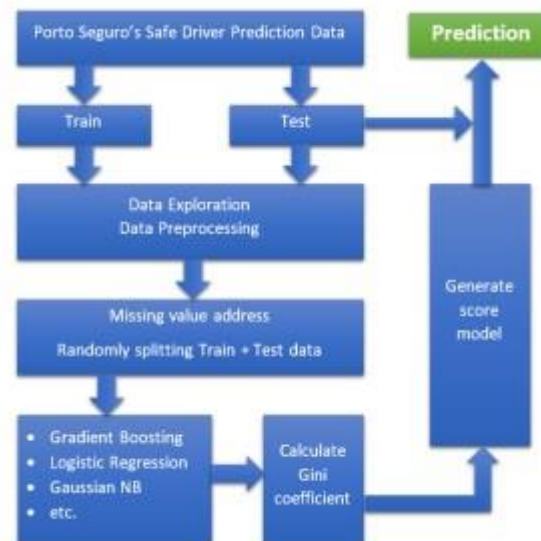 Porto Seguro's Safe Driver Prediction Data
Prediction
Train
Test
Data Exploration
Data Preprocessing
Missing value address
Randomly splitting Train + Test data
Generate
score
model
• Gradient Boosting
• Logistic Regression
• Gaussian NB
• etc.
Calculate
Gini
coefficient